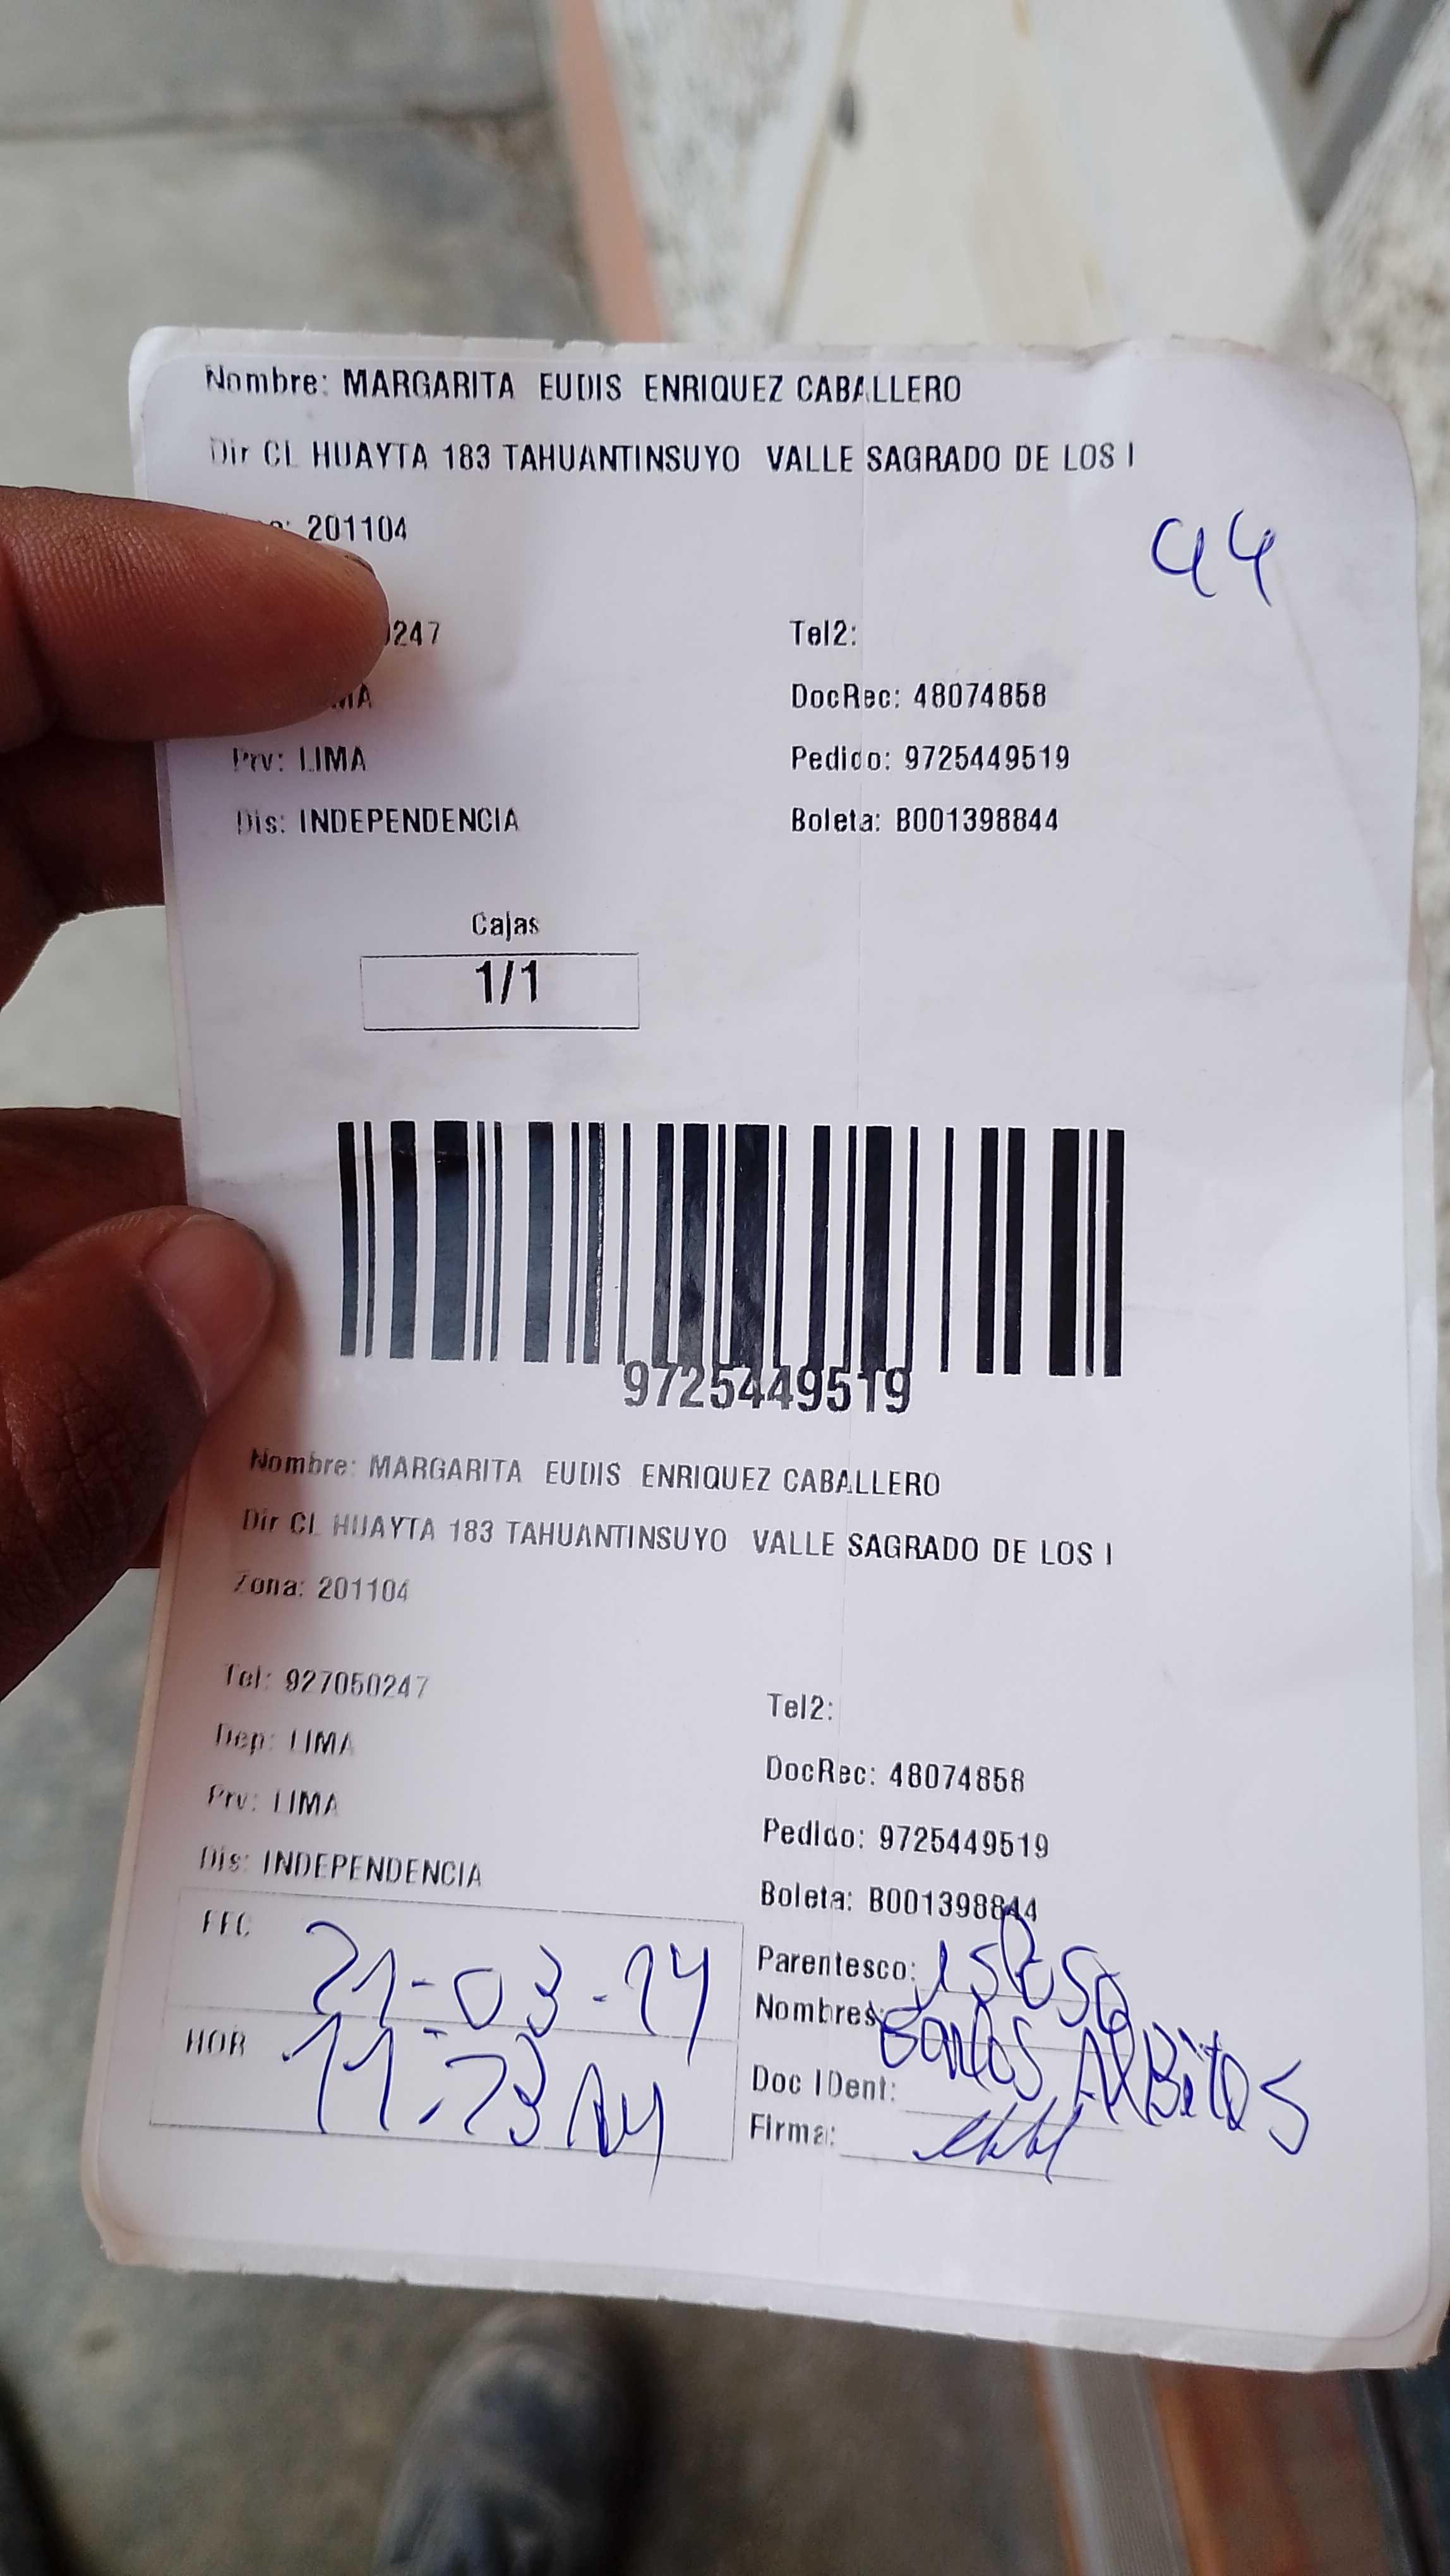 Nombre: MARGARITA EUDIS ENRIQUEZ CABALLERO
Dir CL HUAYTA 183 TAHUANTINSUYO VALLE SAGRADO DE LOS I
201104
44
247
Tel2:
MA
DocRec: 48074858
Prv: LIMA
Pedido: 9725449519
Dis: INDEPENDENCIA
Boleta: B001398844
Cajas
1/1
9725449519
Nombre: MARGARITA EUDIS ENRIQUEZ CABALLERO
Dir CL HUAYTA 183 TAHUANTINSUYO VALLE SAGRADO DE LOS I
Zona: 201104
Tel: 927050247
Tel2:
Dep: LIMA
DocRec: 48074858
Prv: LIMA
Pedido: 9725449519
Dis: INDEPENDENCIA
Boleta: B001398844
FEC
21-03-24
Parentesco: esposo
Nombres:
HOR
Doc IDent:
Firma: